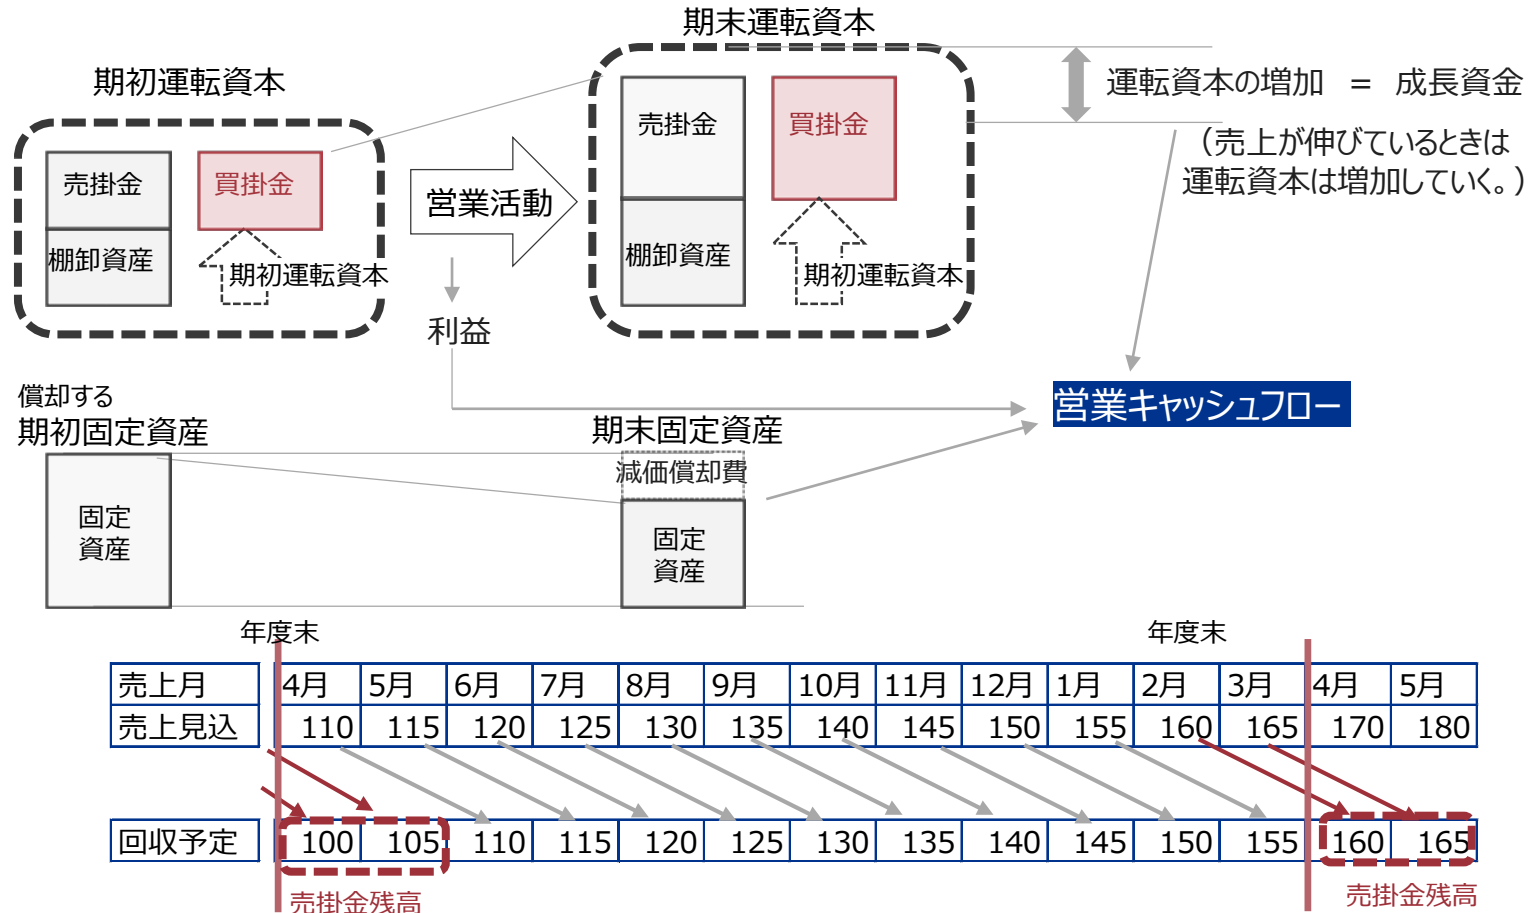 期末運転資本
期初運転資本
運転資本の増加 = 成長資金
(売上が伸びているときは
運転資本は増加していく。)
売掛金
買掛金
棚卸資産
期初運転資本
営業活動
利益
売掛金
買掛金
棚卸資産
期初運転資本
営業キャッシュフロー
償却する
期初固定資産
期末固定資産
減価償却費
固定
資産
固定
資産
年度末
年度末
売上月 4月 5月 6月 7月 8月 9月 10月 11月 12月 1月 2月 3月 4月 5月
売上見込 110 115 120 125 130 135 140 145 150 155 160 165 170 180
回収予定 100 105 110 115 120 125 130 135 140 145 150 155 160 165
売掛金残高
売掛金残高